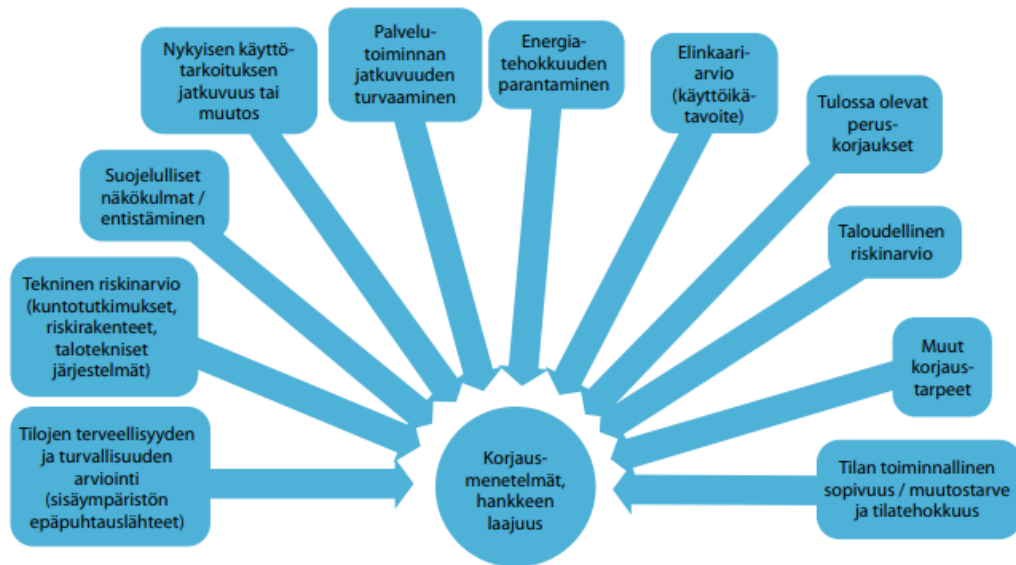 Nykyisen käyttö-
tarkoituksen
jatkuvuus tai
muutos
Palvelu-
toiminnan
jatkuvuuden
turvaaminen
Energia-
tehokkuuden
parantaminen
Elinkaari-
arvio
(käyttöikä-
tavoite)
Tulossa olevat
perus-
korjaukset
Suojelulliset
näkökulmat /
entistäminen
Taloudellinen
riskinarvio
Tekninen riskinarvio
(kuntotutkimukset,
riskirakenteet,
talotekniset
järjestelmät)
Muut
korjaus-
tarpeet
Tilojen terveellisyyden
ja turvallisuuden
arviointi
(sisäympäristön
epäpuhtauslähteet)
Korjaus-
menetelmät,
hankkeen
laajuus
Tilan toiminnallinen
sopivuus / muutostarve
ja tilatehokkuus